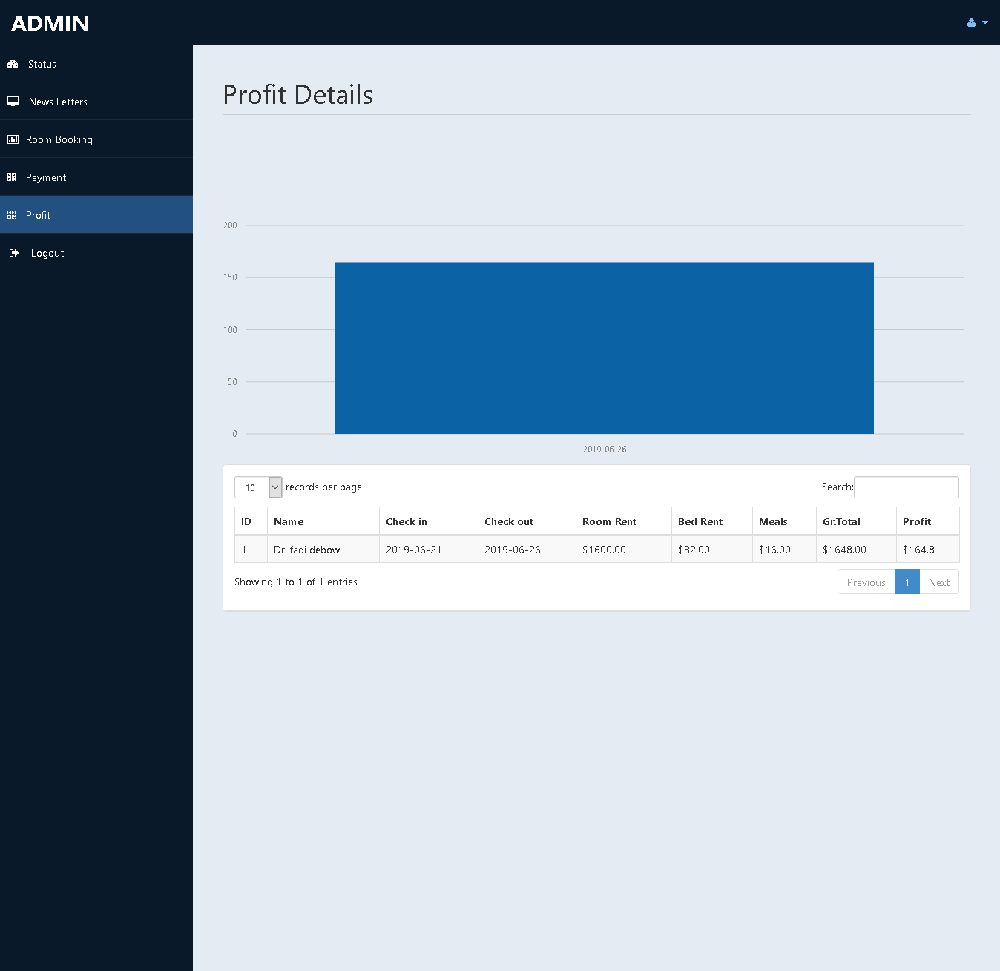 ADMIN
Status
News Letters
Room Booking
Payment
Profit
Logout
Profit Details
200
150
100
50
0
2019-06-26
10 records per page Search:
ID Name Check in Check out Room Rent Bed Rent Meals Gr.Total Profit
1 Dr. fadi debow 2019-06-21 2019-06-26 $1600.00 $32.00 $16.00 $1648.00 $164.8
Showing 1 to 1 of 1 entries Previous 1 Next